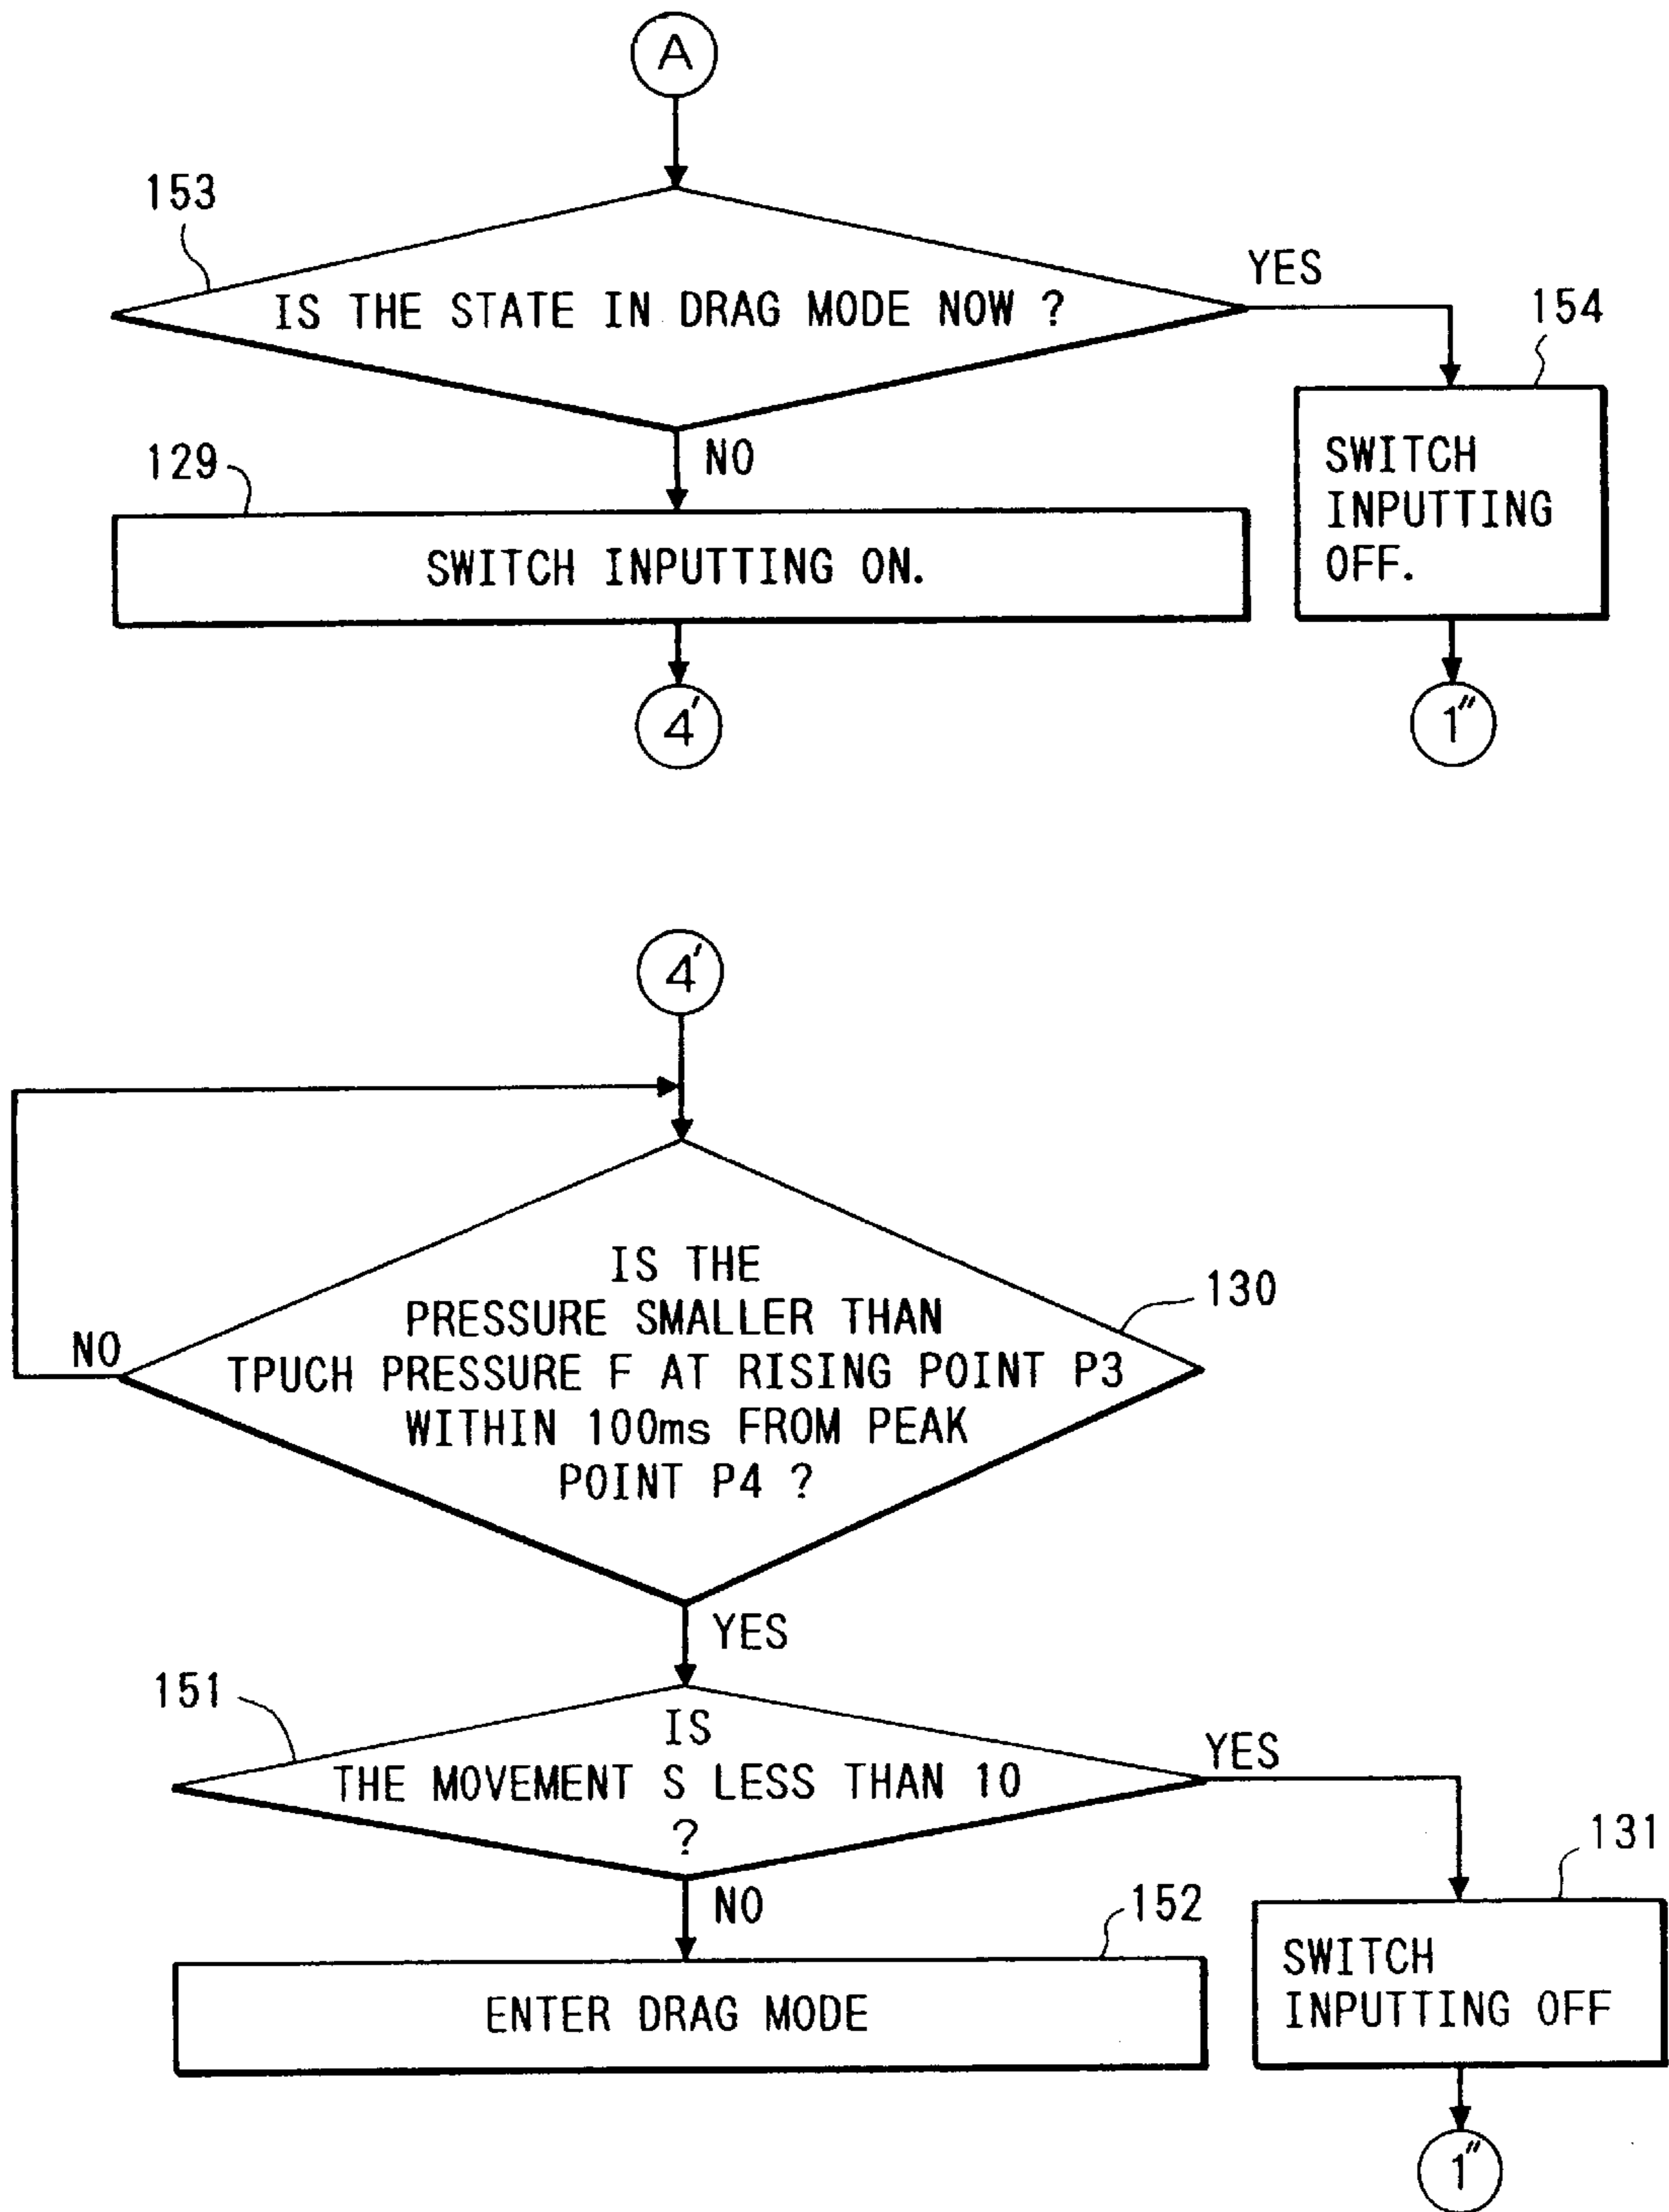 A
153
IS THE STATE IN DRAG MODE NOW ?
YES
154
NO
SWITCH
INPUTTING
OFF.
129
SWITCH INPUTTING ON.
4'
1"
4'
IS THE
PRESSURE SMALLER THAN
TPUCH PRESSURE F AT RISING POINT P3
WITHIN 100ms FROM PEAK
POINT P4 ?
130
NO
YES
151
IS
THE MOVEMENT S LESS THAN 10
?
YES
131
NO
152
ENTER DRAG MODE
SWITCH
INPUTTING OFF
1"